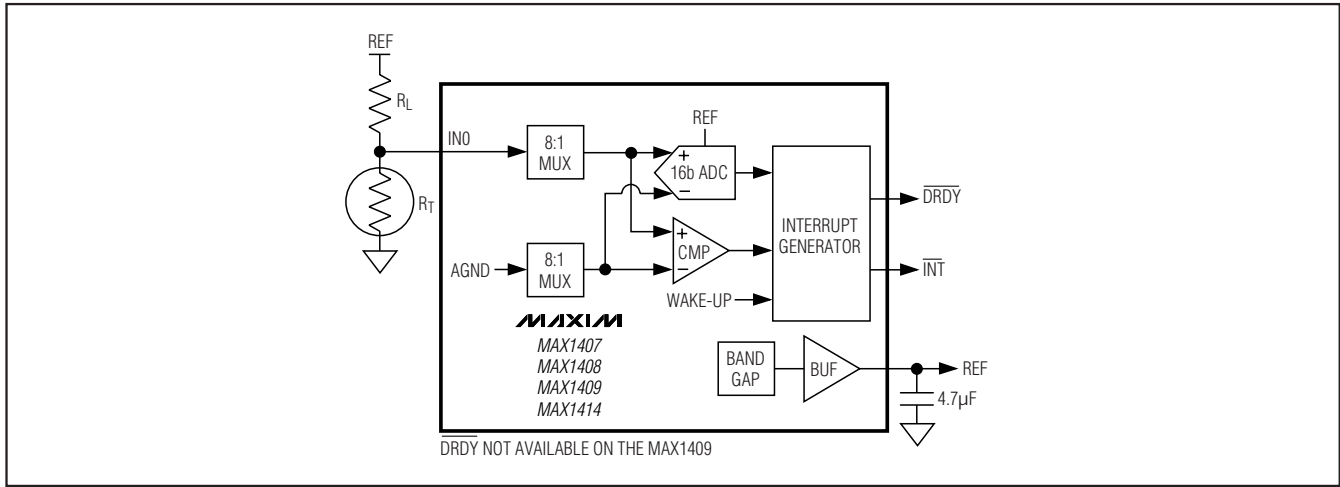 REF
RL
IN0
RT
8:1
MUX
REF
+
16b ADC
−
+
CMP
−
INTERRUPT
GENERATOR
DRDY
INT
AGND
8:1
MUX
WAKE-UP
MAXIM
MAX1407
MAX1408
MAX1409
MAX1414
BAND
GAP
BUF
REF
4.7µF
DRDY NOT AVAILABLE ON THE MAX1409